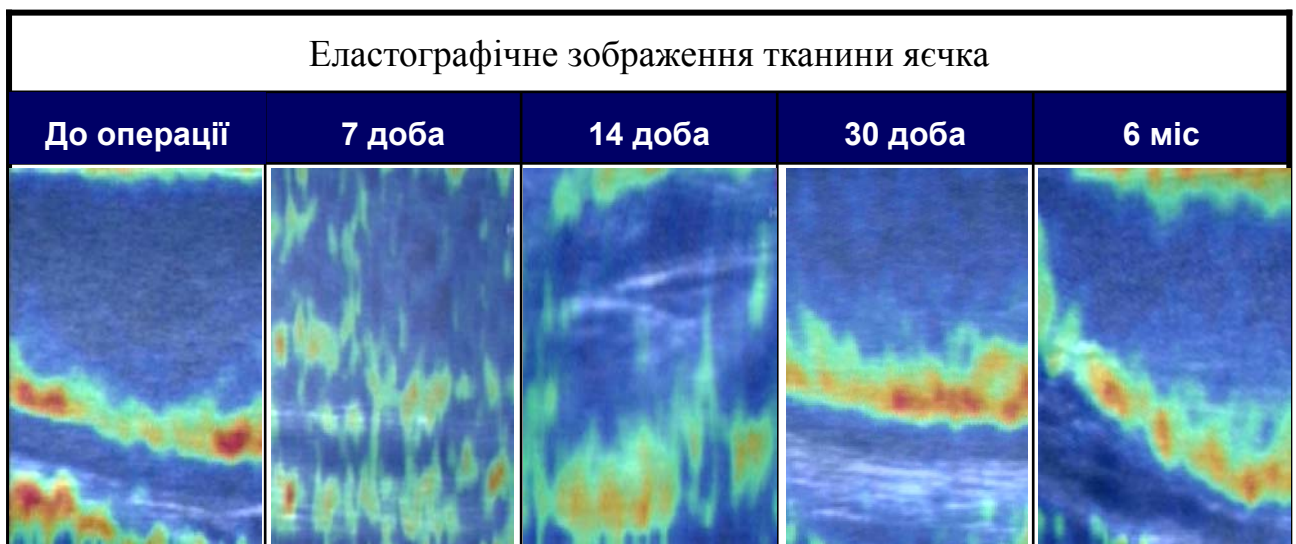 Еластографічне зображення тканини яєчка
До операції 7 доба 14 доба 30 доба 6 міс